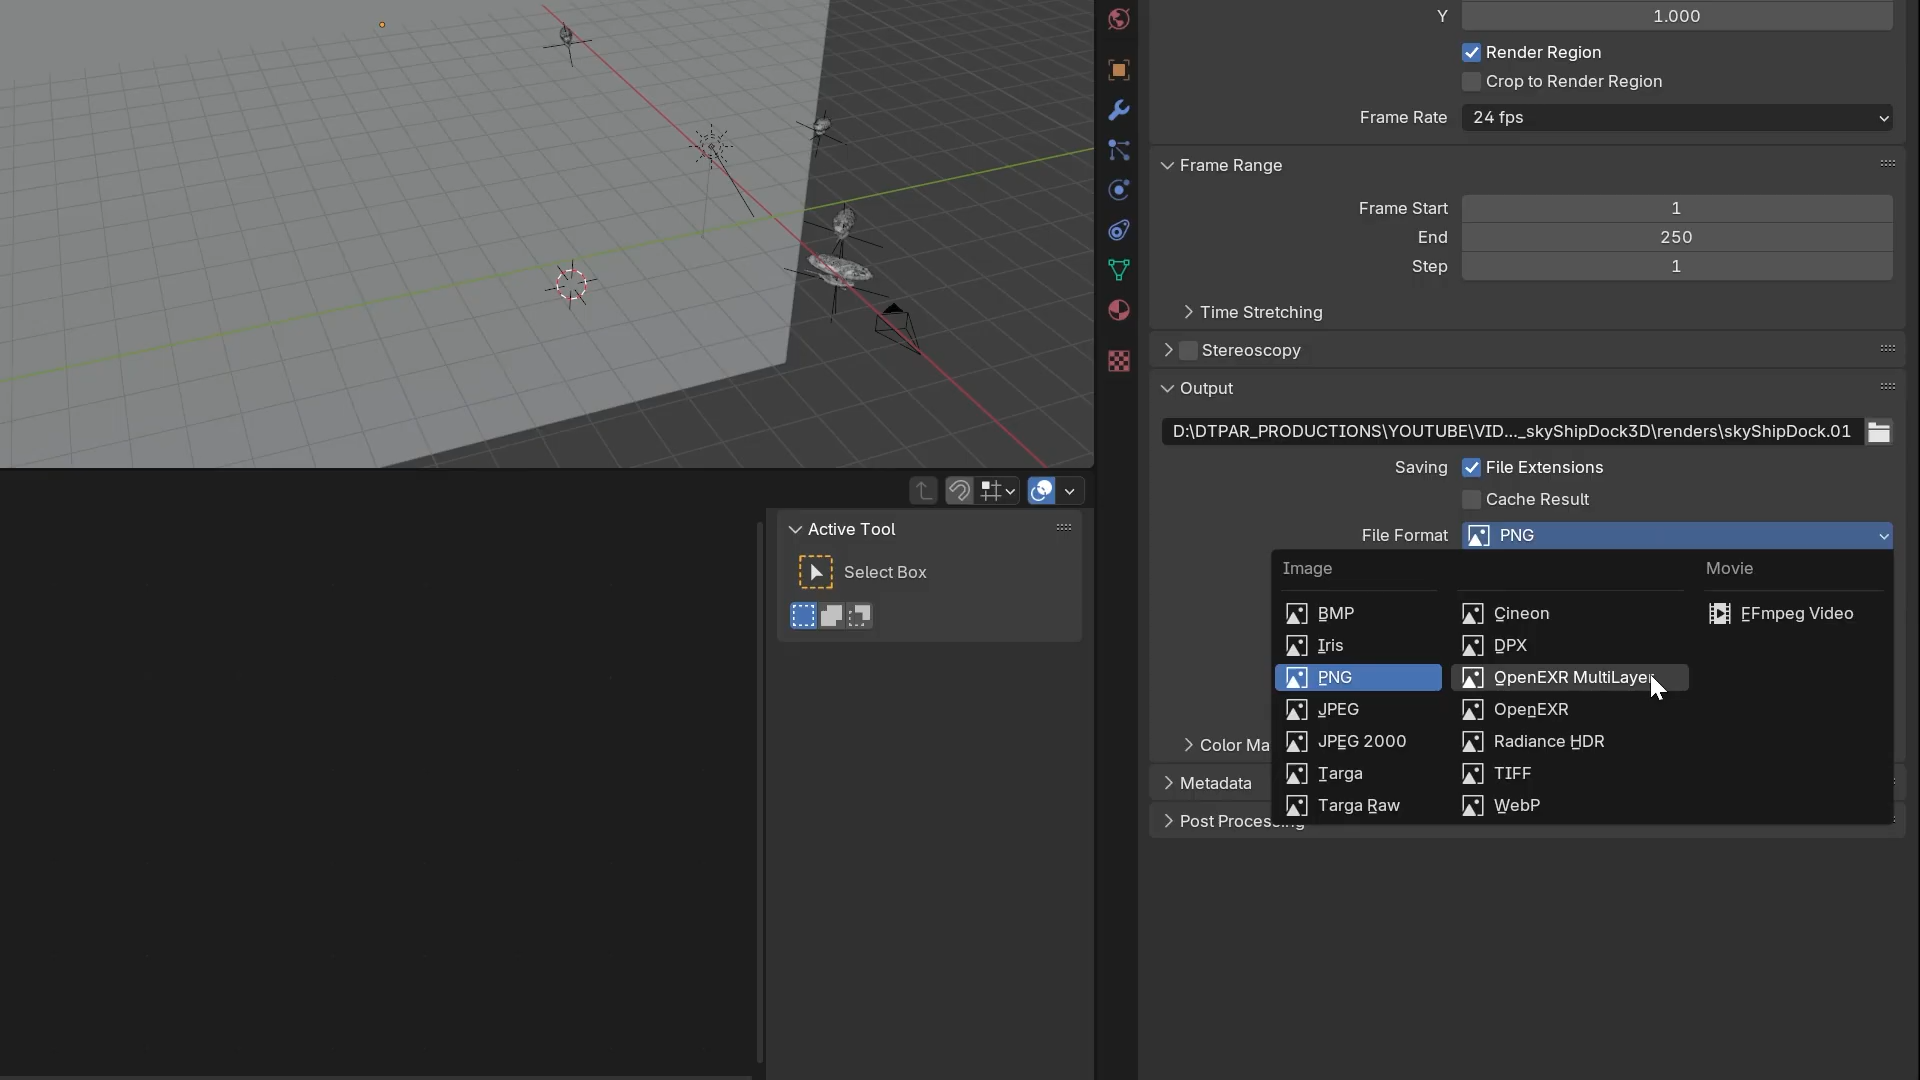 Y 1.000
Render Region
Crop to Render Region
Frame Rate 24 fps
Frame Range
Frame Start 1
End 250
Step 1
Time Stretching
Stereoscopy
Output
D:\DTPAR_PRODUCTIONS\YOUTUBE\VID..._skyShipDock3D\renders\skyShipDock.01
Saving File Extensions
Cache Result
File Format PNG
Image Movie
BMP Cineon FFmpeg Video
Iris DPX
PNG OpenEXR MultiLayer
JPEG OpenEXR
JPEG 2000 Radiance HDR
Targa TIFF
Targa Raw WebP
Color Ma
Metadata
Post Processing
Active Tool
Select Box